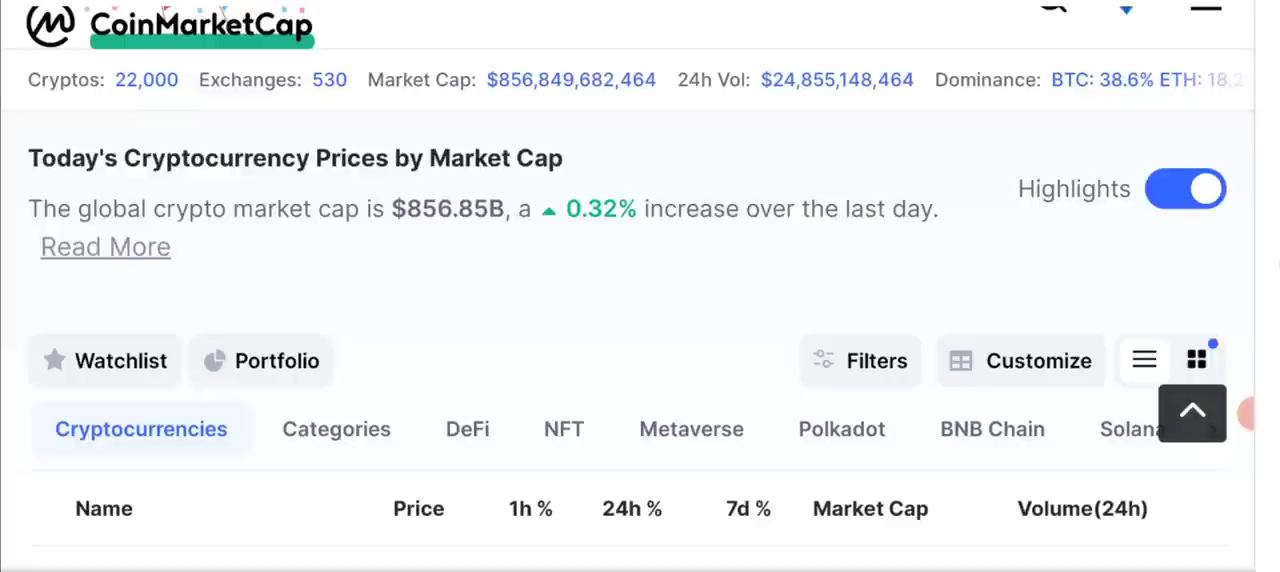 CoinMarketCap
Cryptos: 22,000 Exchanges: 530 Market Cap: $856,849,682,464 24h Vol: $24,855,148,464 Dominance: BTC: 38.6% ETH: 18.2
Today's Cryptocurrency Prices by Market Cap
Highlights
The global crypto market cap is $856.85B, a 0.32% increase over the last day.
Read More
Watchlist Portfolio Filters Customize
Cryptocurrencies Categories DeFi NFT Metaverse Polkadot BNB Chain Solana
Name Price 1h % 24h % 7d % Market Cap Volume(24h)